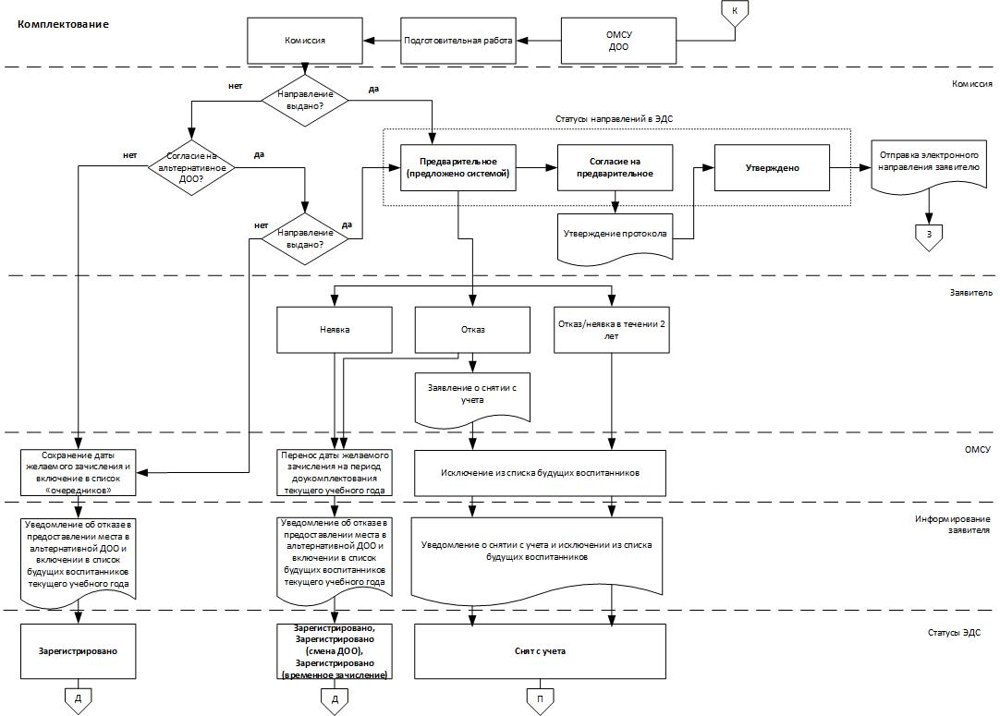 К
Комплектование
Комиссия
Подготовительная работа
ОМСУ
ДОО
Комиссия
нет
Направление
выдано?
да
Статусы направлений в ЭДС
нет
Согласие на
альтернативное
ДОО?
да
Предварительное
(предложено системой)
Согласие на
предварительное
Утверждено
Отправка электронного
направления заявителю
нет
Направление
выдано?
да
Утверждение протокола
З
Заявитель
Неявка
Отказ
Отказ/неявка в течении 2
лет
Заявление о снятии с
учета
ОМСУ
Сохранение даты
желаемого зачисления и
включение в список
«очередников»
Перенос даты желаемого
зачисления на период
доукомплектования
текущего учебного года
Исключение из списка будущих воспитанников
Информирование
заявителя
Уведомление об отказе в
предоставлении места в
альтернативной ДОО и
включении в список
будущих воспитанников
текущего учебного года
Уведомление об отказе в
предоставлении места в
альтернативной ДОО и
включении в список
будущих воспитанников
текущего учебного года
Уведомление о снятии с учета и исключении из списка
будущих воспитанников
Статусы ЭДС
Зарегистрировано
Зарегистрировано,
Зарегистрировано
(смена ДОО),
Зарегистрировано
(временное зачисление)
Снят с учета
Д
Д
П